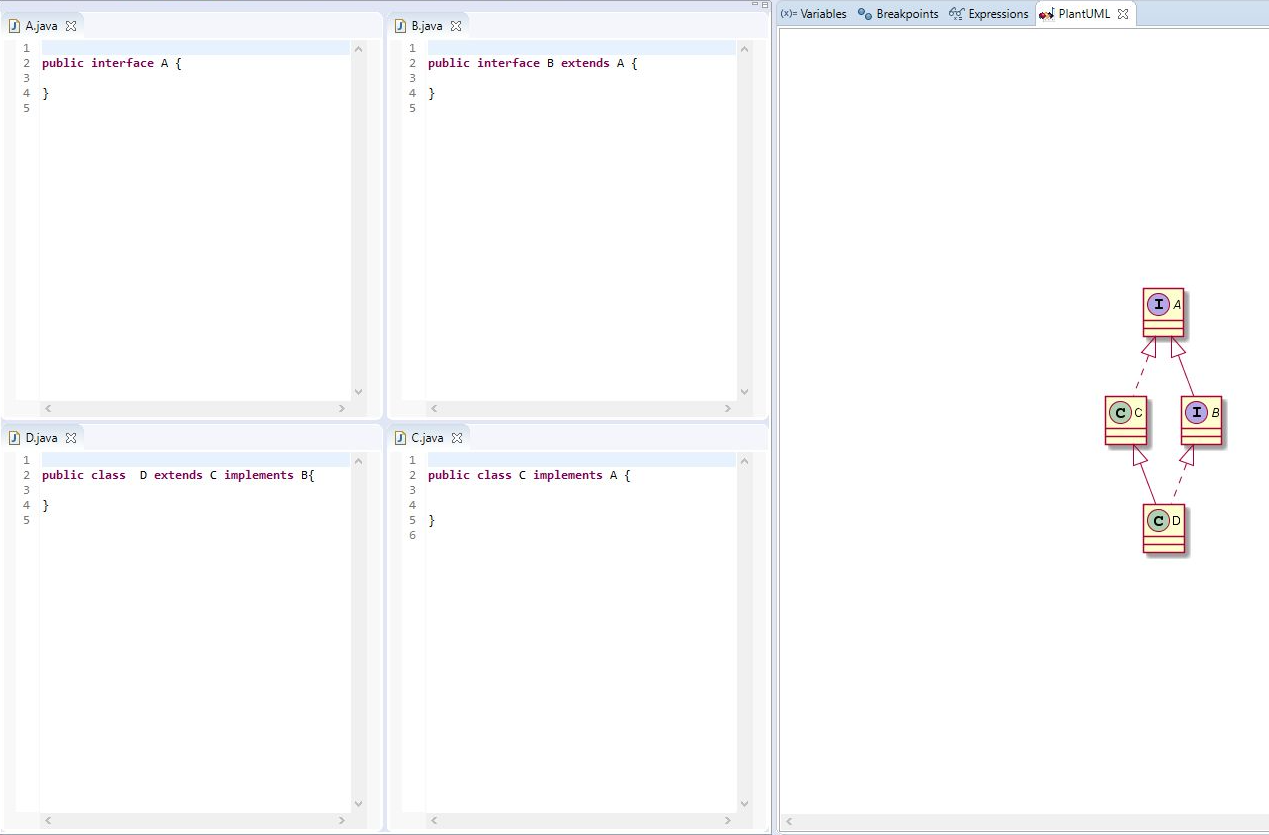 A.java
1
2 public interface A {
3
4 }
5
B.java
1
2 public interface B extends A {
3
4 }
5
D.java
1
2 public class  D extends C implements B{
3
4 }
5
C.java
1
2 public class C implements A {
3
4
5 }
6
(x)= Variables Breakpoints Expressions PlantUML
I A
C C I B
C D